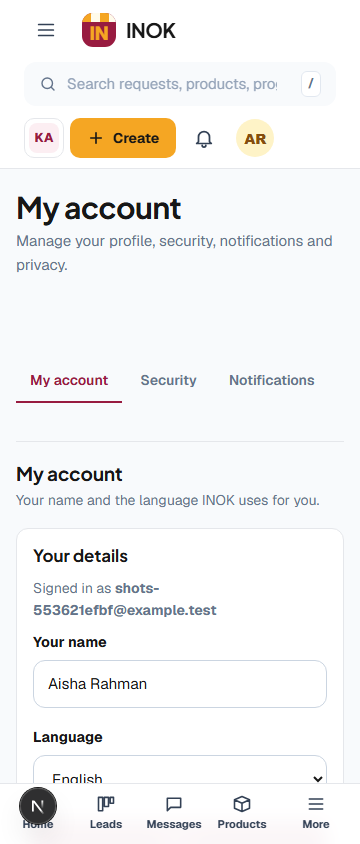 IN INOK
Search requests, products, pro
/
KA
+ Create
AR
My account
Manage your profile, security, notifications and
privacy.
My account Security Notifications
My account
Your name and the language INOK uses for you.
Your details
Signed in as shots-
553621efbf@example.test
Your name
Aisha Rahman
Language
English
N
Home Leads Messages Products More